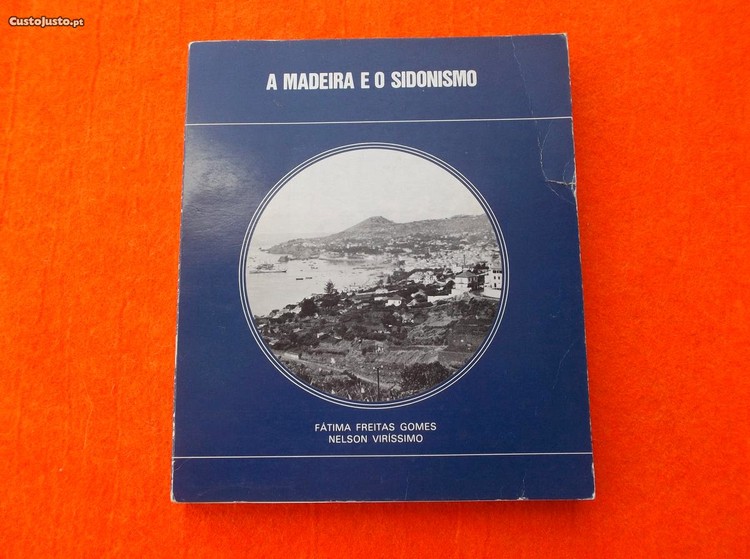 CustoJusto.pt
A MADEIRA E O SIDONISMO
FÁTIMA FREITAS GOMES
NELSON VIRÍSSIMO